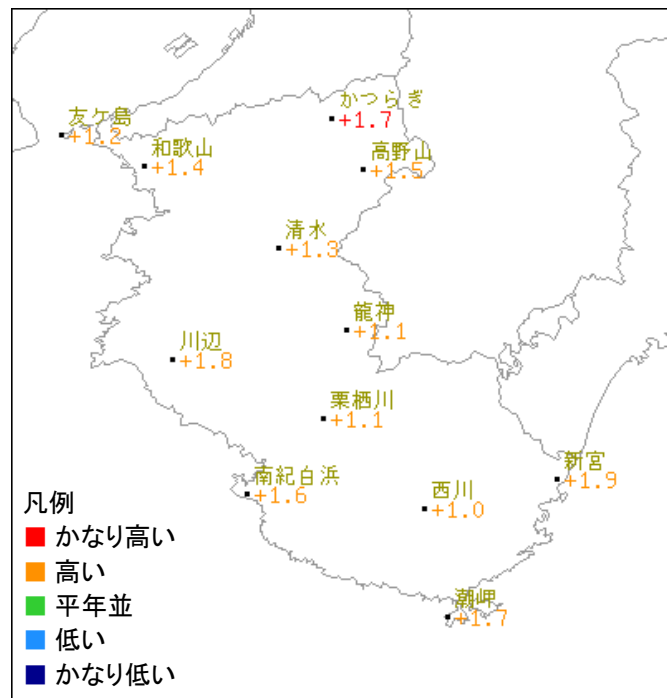 かつらぎ
+1.7
友ケ島
+1.2
和歌山
+1.4
高野山
+1.5
清水
+1.3
龍神
+1.1
川辺
+1.8
栗栖川
+1.1
新宮
+1.9
南紀白浜
+1.6
西川
+1.0
潮岬
+1.7
凡例
かなり高い
高い
平年並
低い
かなり低い